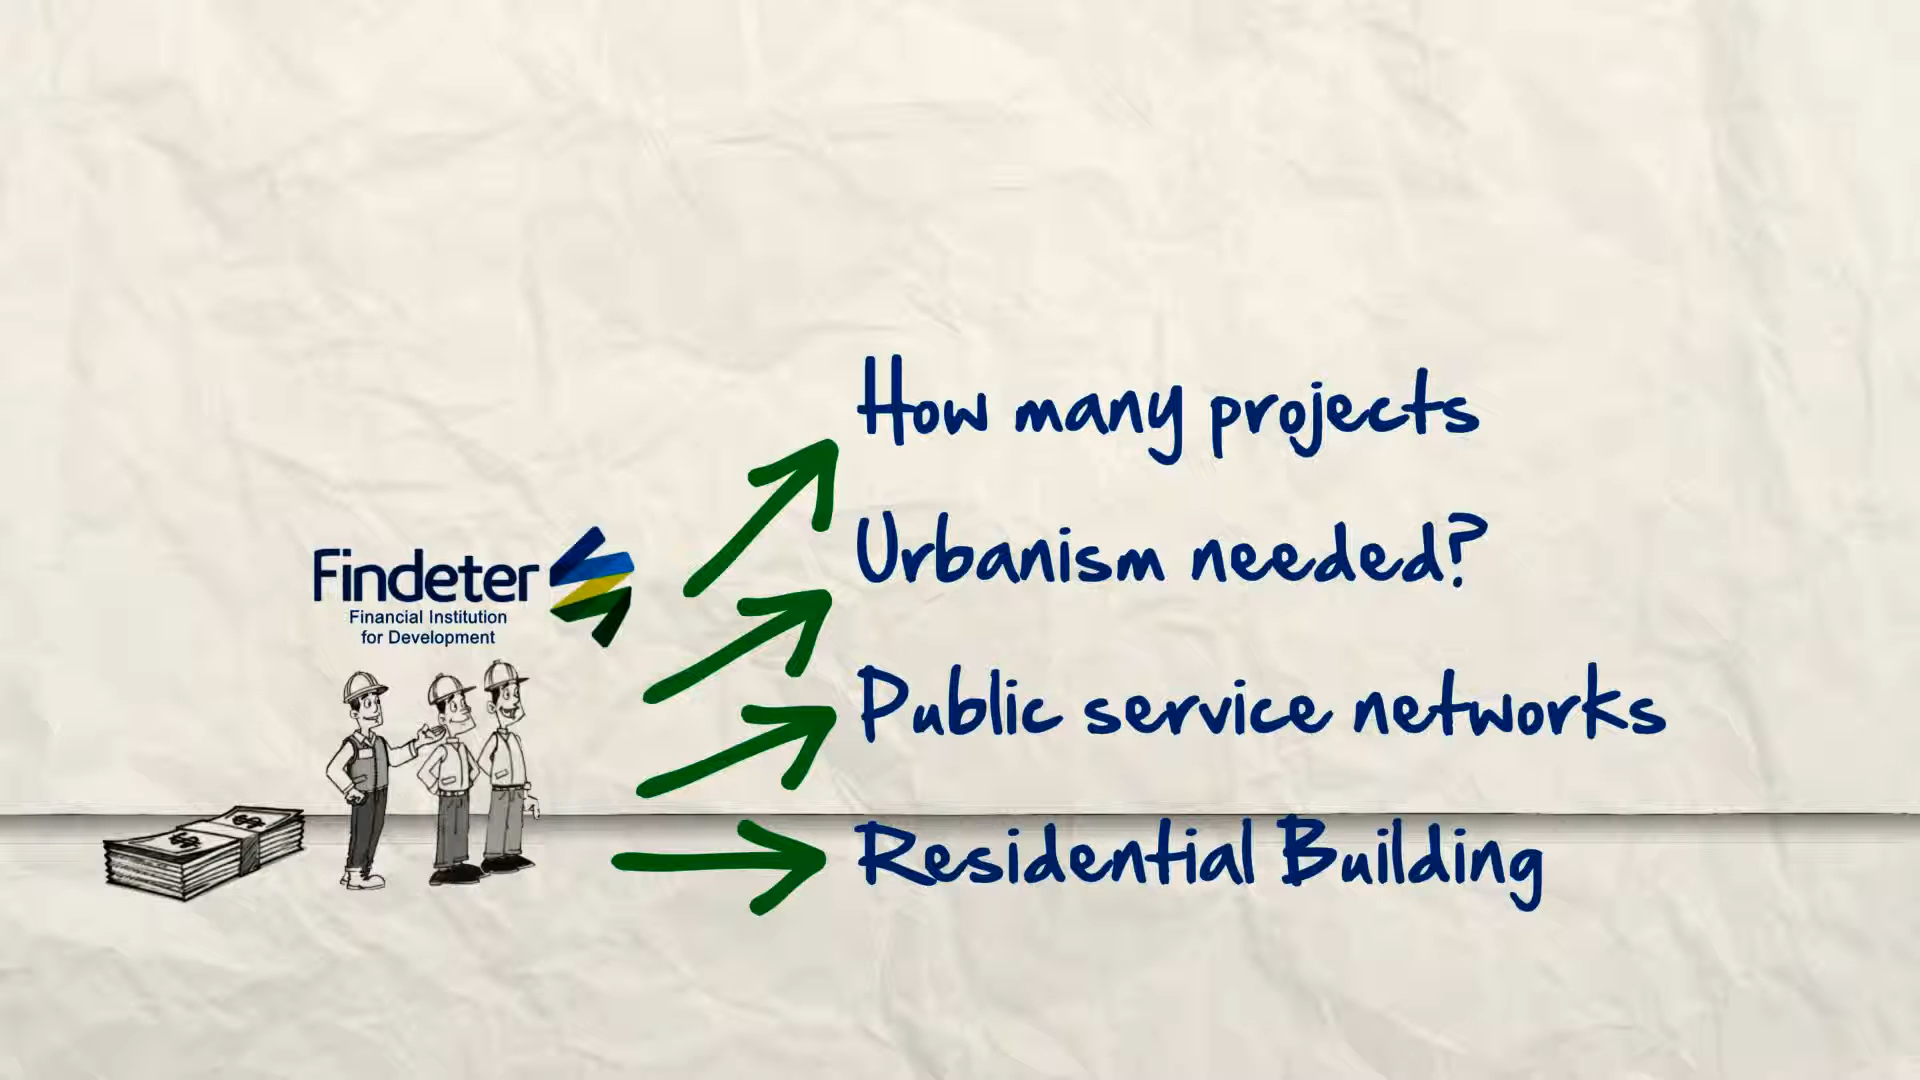 Findeter
Financial Institution
for Development
How many projects
Urbanism needed?
Public service networks
Residential Building